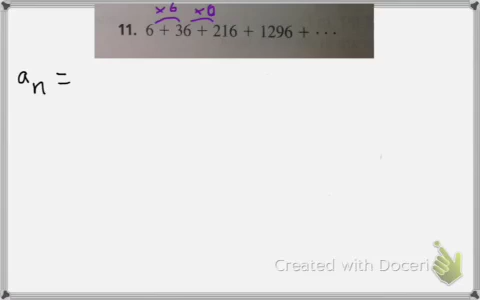 ×6 ×6
11. 6 + 36 + 216 + 1296 + ⋯
aₙ =
Created with Doceri